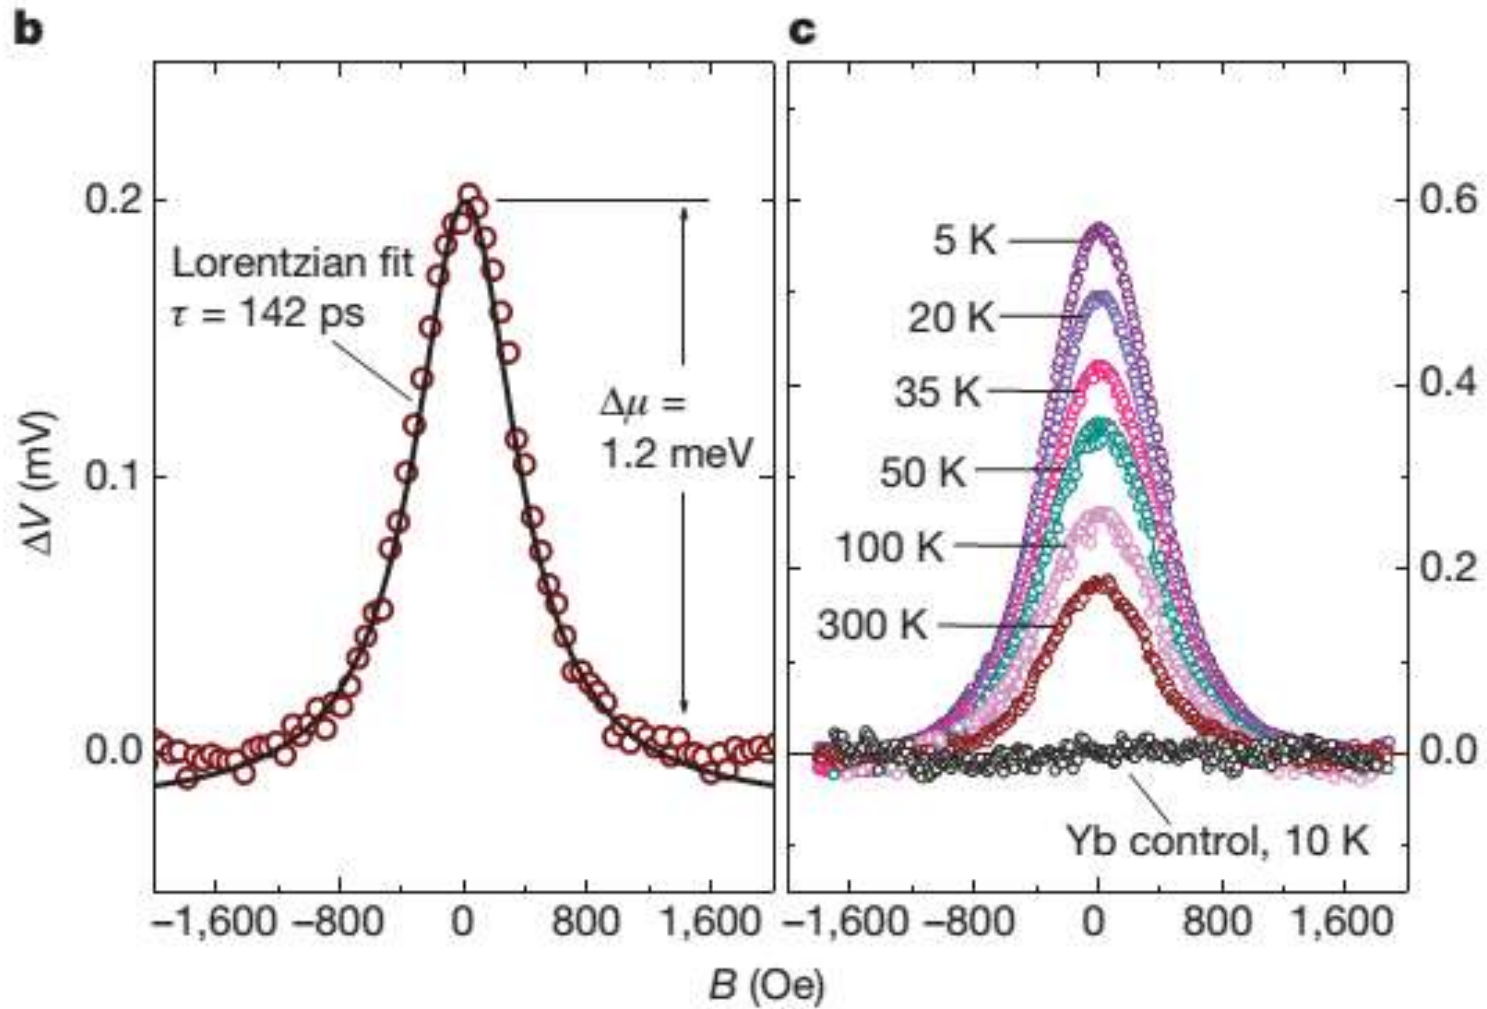 b
c
0.2
0.1
0.0
ΔV (mV)
Lorentzian fit
τ = 142 ps
Δμ =
1.2 meV
5 K
20 K
35 K
50 K
100 K
300 K
Yb control, 10 K
0.6
0.4
0.2
0.0
−1,600 −800 0 800 1,600
−1,600 −800 0 800 1,600
B (Oe)